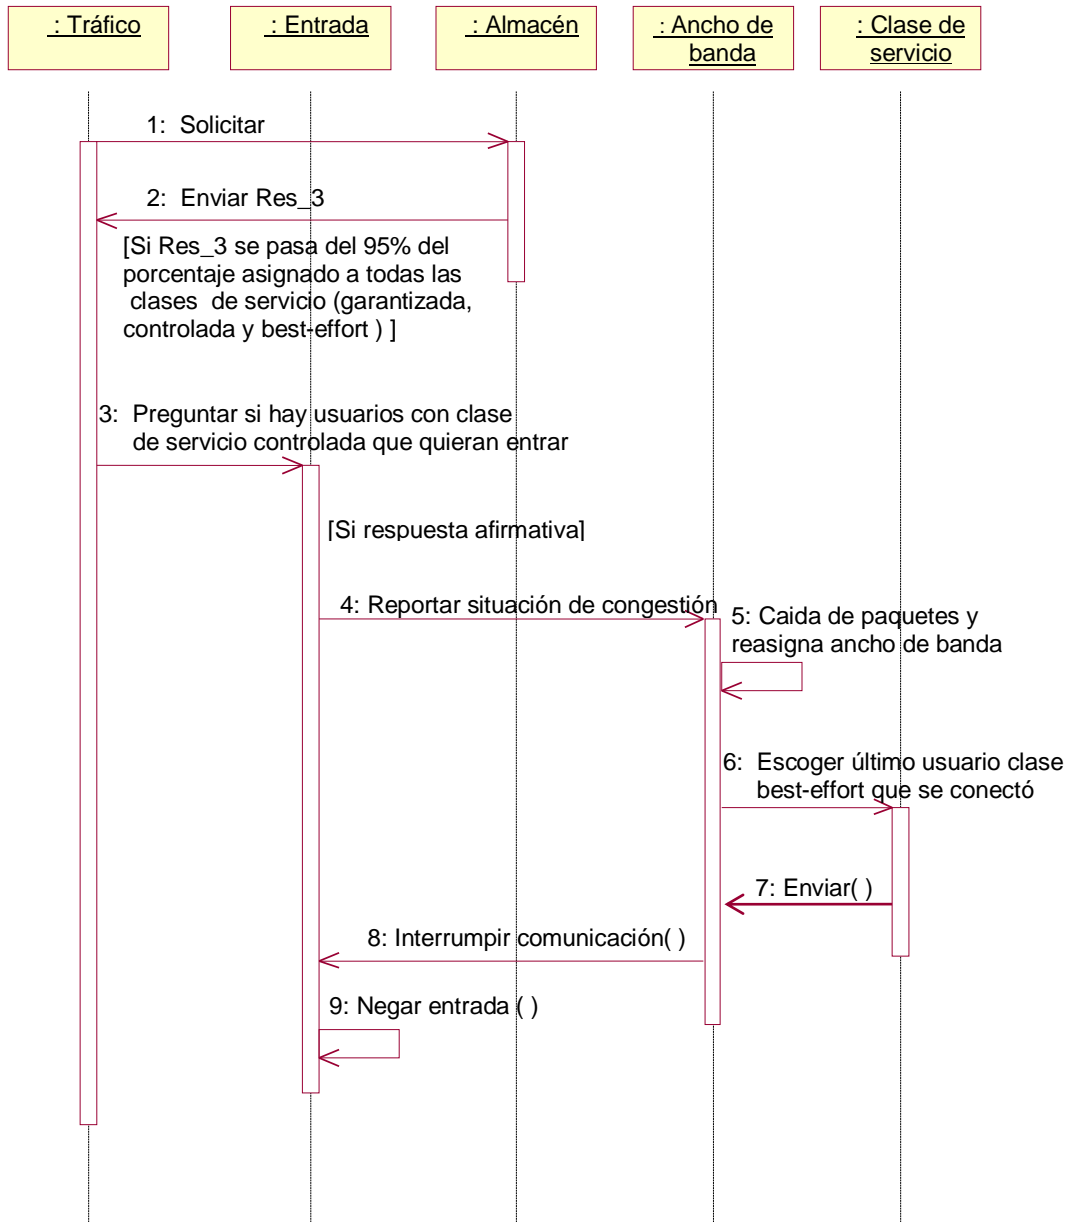 : Tráfico
: Entrada
: Almacén
: Ancho de
banda
: Clase de
servicio
1: Solicitar
2: Enviar Res_3
[Si Res_3 se pasa del 95% del
porcentaje asignado a todas las
clases de servicio (garantizada,
controlada y best-effort ) ]
3: Preguntar si hay usuarios con clase
de servicio controlada que quieran entrar
[Si respuesta afirmativa]
4: Reportar situación de congestión
5: Caida de paquetes y
reasigna ancho de banda
6: Escoger último usuario clase
best-effort que se conectó
7: Enviar( )
8: Interrumpir comunicación( )
9: Negar entrada ( )